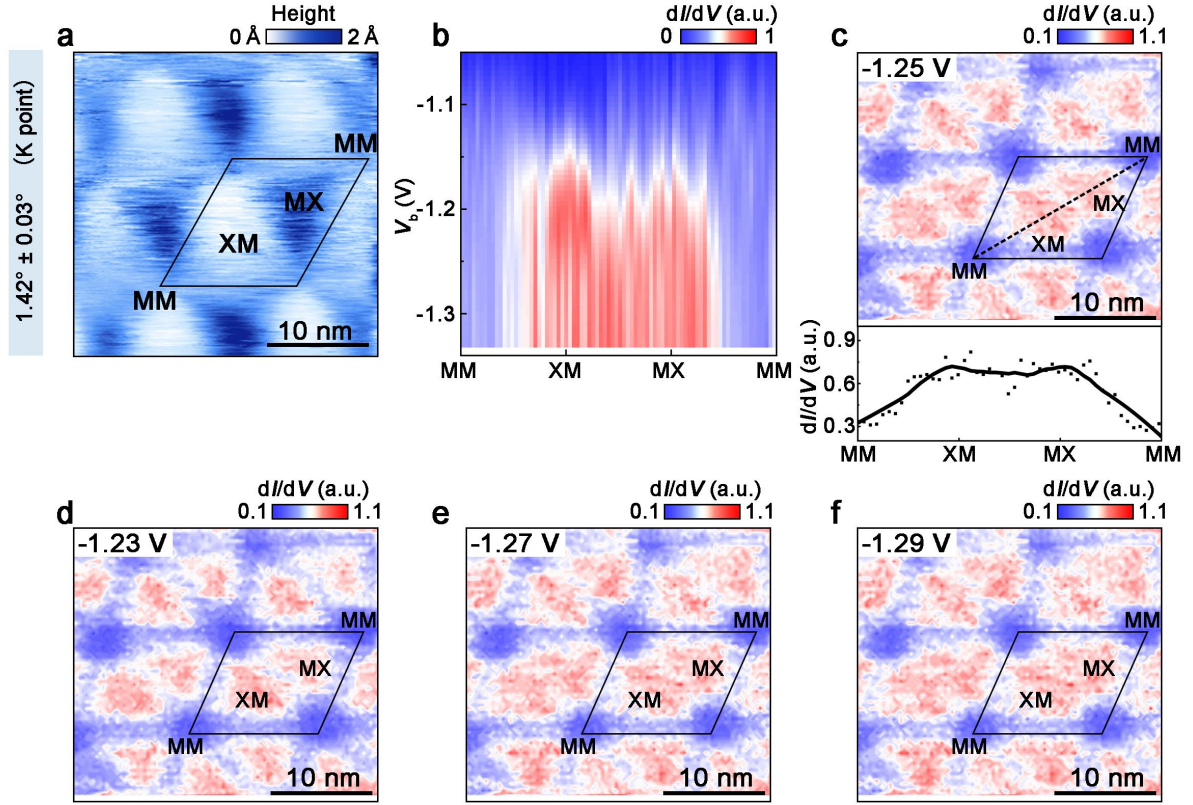 1.42° ± 0.03° (K point)
a
Height
0 Å 2 Å
MM
MX
XM
MM
10 nm
b
dI/dV (a.u.)
0 1
-1.1
-1.2
-1.3
V_b (V)
MM XM MX MM
c
dI/dV (a.u.)
0.1 1.1
-1.25 V
MM
MX
XM
MM
10 nm
0.9
0.6
0.3
dI/dV (a.u.)
MM XM MX MM
d
dI/dV (a.u.)
0.1 1.1
-1.23 V
MM
MX
XM
MM
10 nm
e
dI/dV (a.u.)
0.1 1.1
-1.27 V
MM
MX
XM
MM
10 nm
f
dI/dV (a.u.)
0.1 1.1
-1.29 V
MM
MX
XM
MM
10 nm